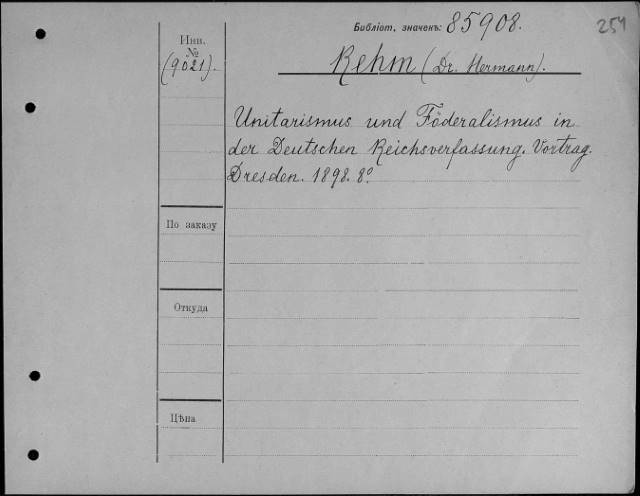 Библіот, значекъ: 85908.
254
Инв.
№
(9021).
Rehm (Dr. Hermann).
Unitarismus und Föderalismus in
der Deutschen Reichsverfassung. Vortrag.
Dresden. 1898. 8º
По заказу
Откуда
Цѣна